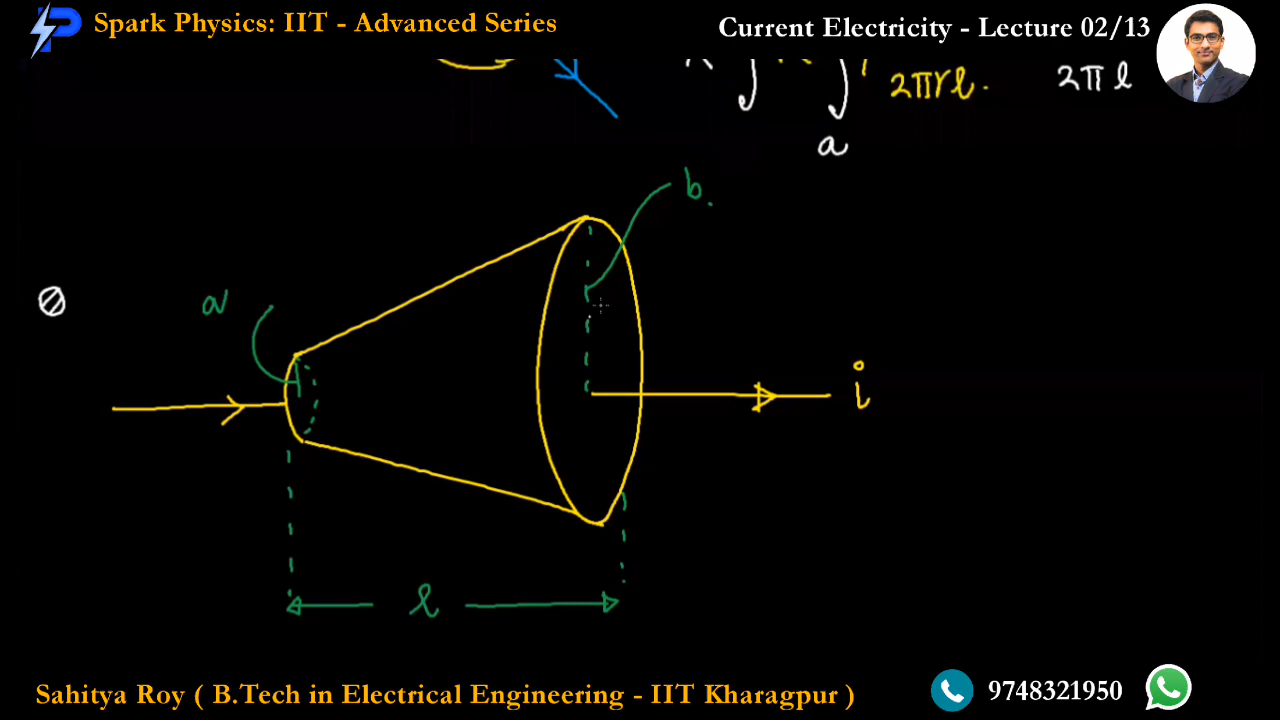 Spark Physics: IIT - Advanced Series
Current Electricity - Lecture 02/13
2πrl.
2πl
a
b.
a
i
l
Sahitya Roy ( B.Tech in Electrical Engineering - IIT Kharagpur )
9748321950